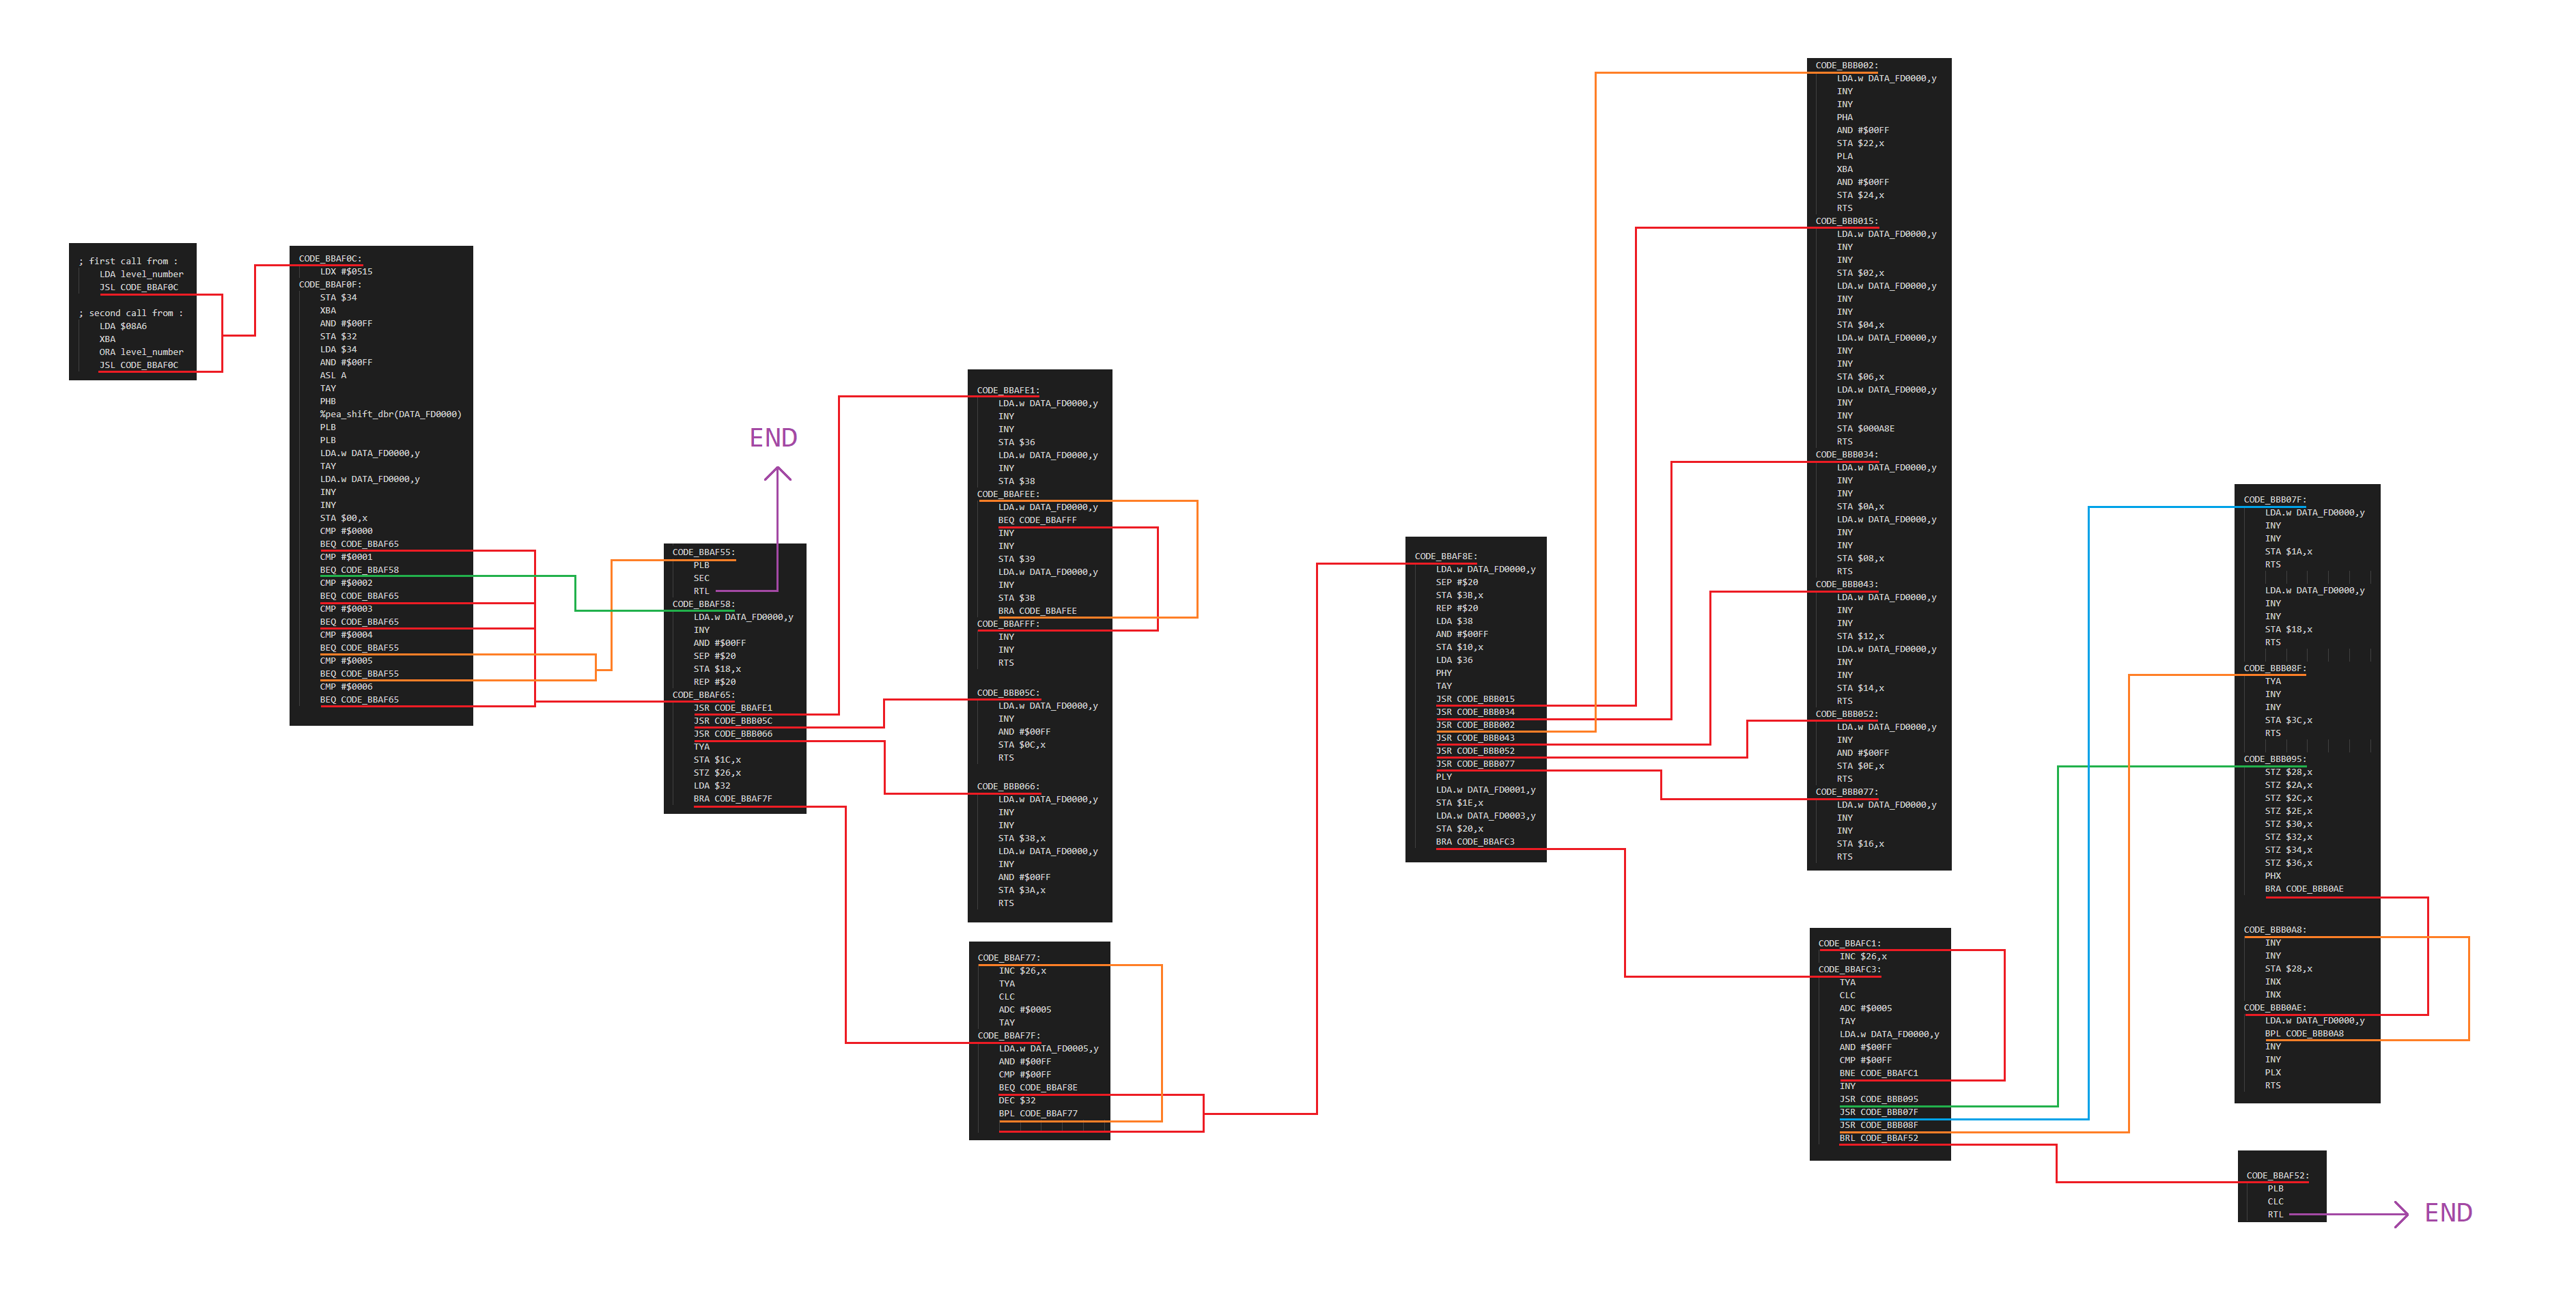 ; first call from :
LDA level_number
JSL CODE_BBAF0C
; second call from :
LDA $08A6
XBA
ORA level_number
JSL CODE_BBAF0C
CODE_BBAF0C:
LDX #$0515
CODE_BBAF0F:
STA $34
XBA
AND #$00FF
STA $32
LDA $34
AND #$00FF
ASL A
TAY
PHB
%pea_shift_dbr(DATA_FD0000)
PLB
PLB
LDA.w DATA_FD0000,y
TAY
LDA.w DATA_FD0000,y
INY
INY
STA $00,x
CMP #$0000
BEQ CODE_BBAF65
CMP #$0001
BEQ CODE_BBAF58
CMP #$0002
BEQ CODE_BBAF65
CMP #$0003
BEQ CODE_BBAF65
CMP #$0004
BEQ CODE_BBAF55
CMP #$0005
BEQ CODE_BBAF55
CMP #$0006
BEQ CODE_BBAF65
END
CODE_BBAF55:
PLB
SEC
RTL
CODE_BBAF58:
LDA.w DATA_FD0000,y
INY
AND #$00FF
SEP #$20
STA $18,x
REP #$20
CODE_BBAF65:
JSR CODE_BBAFE1
JSR CODE_BBB05C
JSR CODE_BBB066
TYA
STA $1C,x
STZ $26,x
LDA $32
BRA CODE_BBAF7F
CODE_BBAFE1:
LDA.w DATA_FD0000,y
INY
INY
STA $36
LDA.w DATA_FD0000,y
INY
STA $38
CODE_BBAFEE:
LDA.w DATA_FD0000,y
BEQ CODE_BBAFFF
INY
INY
STA $39
LDA.w DATA_FD0000,y
INY
STA $3B
BRA CODE_BBAFEE
CODE_BBAFFF:
INY
INY
RTS
CODE_BBB05C:
LDA.w DATA_FD0000,y
INY
AND #$00FF
STA $0C,x
RTS
CODE_BBB066:
LDA.w DATA_FD0000,y
INY
INY
STA $38,x
LDA.w DATA_FD0000,y
INY
AND #$00FF
STA $3A,x
RTS
CODE_BBAF77:
INC $26,x
TYA
CLC
ADC #$0005
TAY
CODE_BBAF7F:
LDA.w DATA_FD0005,y
AND #$00FF
CMP #$00FF
BEQ CODE_BBAF8E
DEC $32
BPL CODE_BBAF77
CODE_BBAF8E:
LDA.w DATA_FD0000,y
SEP #$20
STA $3B,x
REP #$20
LDA $38
AND #$00FF
STA $10,x
LDA $36
PHY
TAY
JSR CODE_BBB015
JSR CODE_BBB034
JSR CODE_BBB002
JSR CODE_BBB043
JSR CODE_BBB052
JSR CODE_BBB077
PLY
LDA.w DATA_FD0001,y
STA $1E,x
LDA.w DATA_FD0003,y
STA $20,x
BRA CODE_BBAFC3
CODE_BBB002:
LDA.w DATA_FD0000,y
INY
INY
PHA
AND #$00FF
STA $22,x
PLA
XBA
AND #$00FF
STA $24,x
RTS
CODE_BBB015:
LDA.w DATA_FD0000,y
INY
INY
STA $02,x
LDA.w DATA_FD0000,y
INY
INY
STA $04,x
LDA.w DATA_FD0000,y
INY
INY
STA $06,x
LDA.w DATA_FD0000,y
INY
INY
STA $000A8E
RTS
CODE_BBB034:
LDA.w DATA_FD0000,y
INY
INY
STA $0A,x
LDA.w DATA_FD0000,y
INY
INY
STA $08,x
RTS
CODE_BBB043:
LDA.w DATA_FD0000,y
INY
INY
STA $12,x
LDA.w DATA_FD0000,y
INY
INY
STA $14,x
RTS
CODE_BBB052:
LDA.w DATA_FD0000,y
INY
AND #$00FF
STA $0E,x
RTS
CODE_BBB077:
LDA.w DATA_FD0000,y
INY
INY
STA $16,x
RTS
CODE_BBAFC1:
INC $26,x
CODE_BBAFC3:
TYA
CLC
ADC #$0005
TAY
LDA.w DATA_FD0000,y
AND #$00FF
CMP #$00FF
BNE CODE_BBAFC1
INY
JSR CODE_BBB095
JSR CODE_BBB07F
JSR CODE_BBB08F
BRL CODE_BBAF52
CODE_BBB07F:
LDA.w DATA_FD0000,y
INY
INY
STA $1A,x
RTS
LDA.w DATA_FD0000,y
INY
INY
STA $18,x
RTS
CODE_BBB08F:
TYA
INY
INY
STA $3C,x
RTS
CODE_BBB095:
STZ $28,x
STZ $2A,x
STZ $2C,x
STZ $2E,x
STZ $30,x
STZ $32,x
STZ $34,x
STZ $36,x
PHX
BRA CODE_BBB0AE
CODE_BBB0A8:
INY
INY
STA $28,x
INX
INX
CODE_BBB0AE:
LDA.w DATA_FD0000,y
BPL CODE_BBB0A8
INY
INY
PLX
RTS
CODE_BBAF52:
PLB
CLC
RTL
END